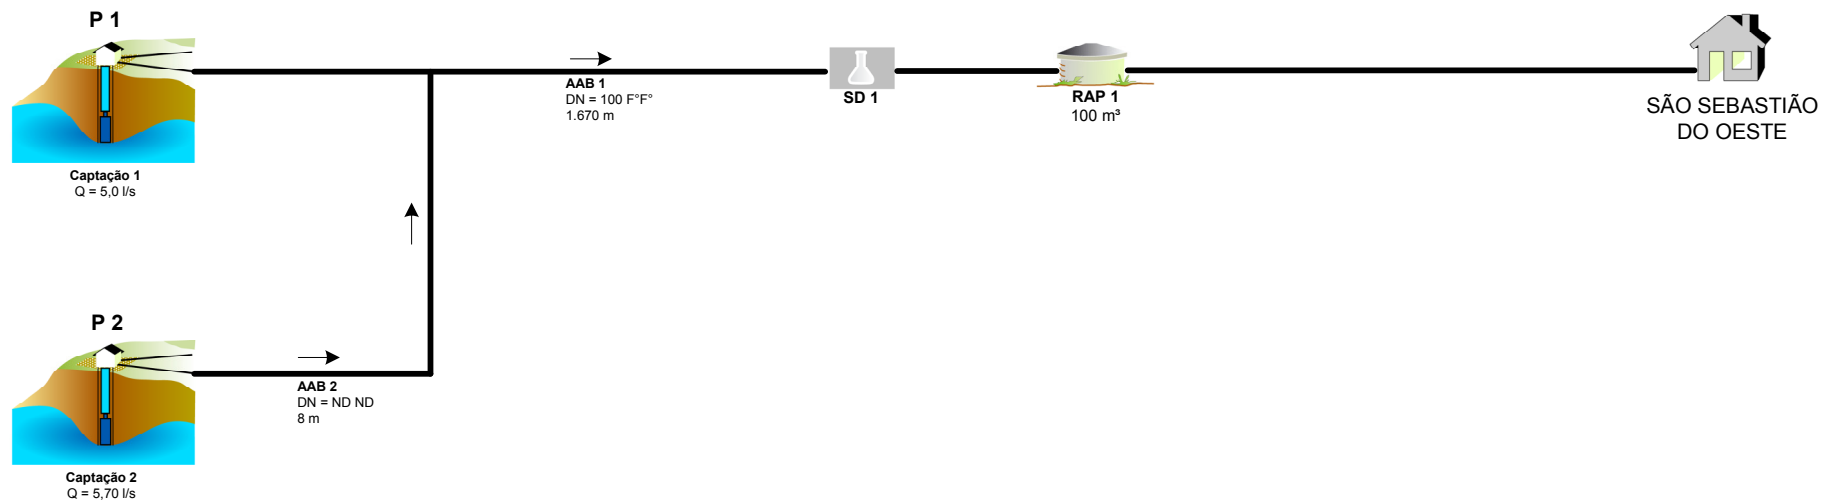 P 1
Captação 1
Q = 5,0 l/s
AAB 1
DN = 100 F°F°
1.670 m
SD 1
RAP 1
100 m³
SÃO SEBASTIÃO
DO OESTE
P 2
Captação 2
Q = 5,70 l/s
AAB 2
DN = ND ND
8 m